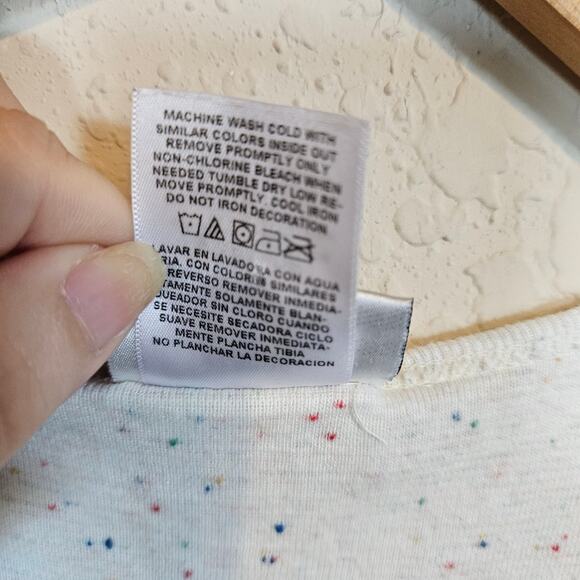 MACHINE WASH COLD WITH
SIMILAR COLORS INSIDE OUT
REMOVE PROMPTLY ONLY
NON-CHLORINE BLEACH WHEN
NEEDED TUMBLE DRY LOW RE-
MOVE PROMPTLY. COOL IRON
DO NOT IRON DECORATION
LAVAR EN LAVADORA CON AGUA
RIA, CON COLORES SIMILARES
REVERSO REMOVER INMEDIA-
TAMENTE SOLAMENTE BLAN-
QUEADOR SIN CLORO CUANDO
SE NECESITE SECADORA CICLO
SUAVE REMOVER INMEDIATA-
MENTE PLANCHA TIBIA
NO PLANCHAR LA DECORACION